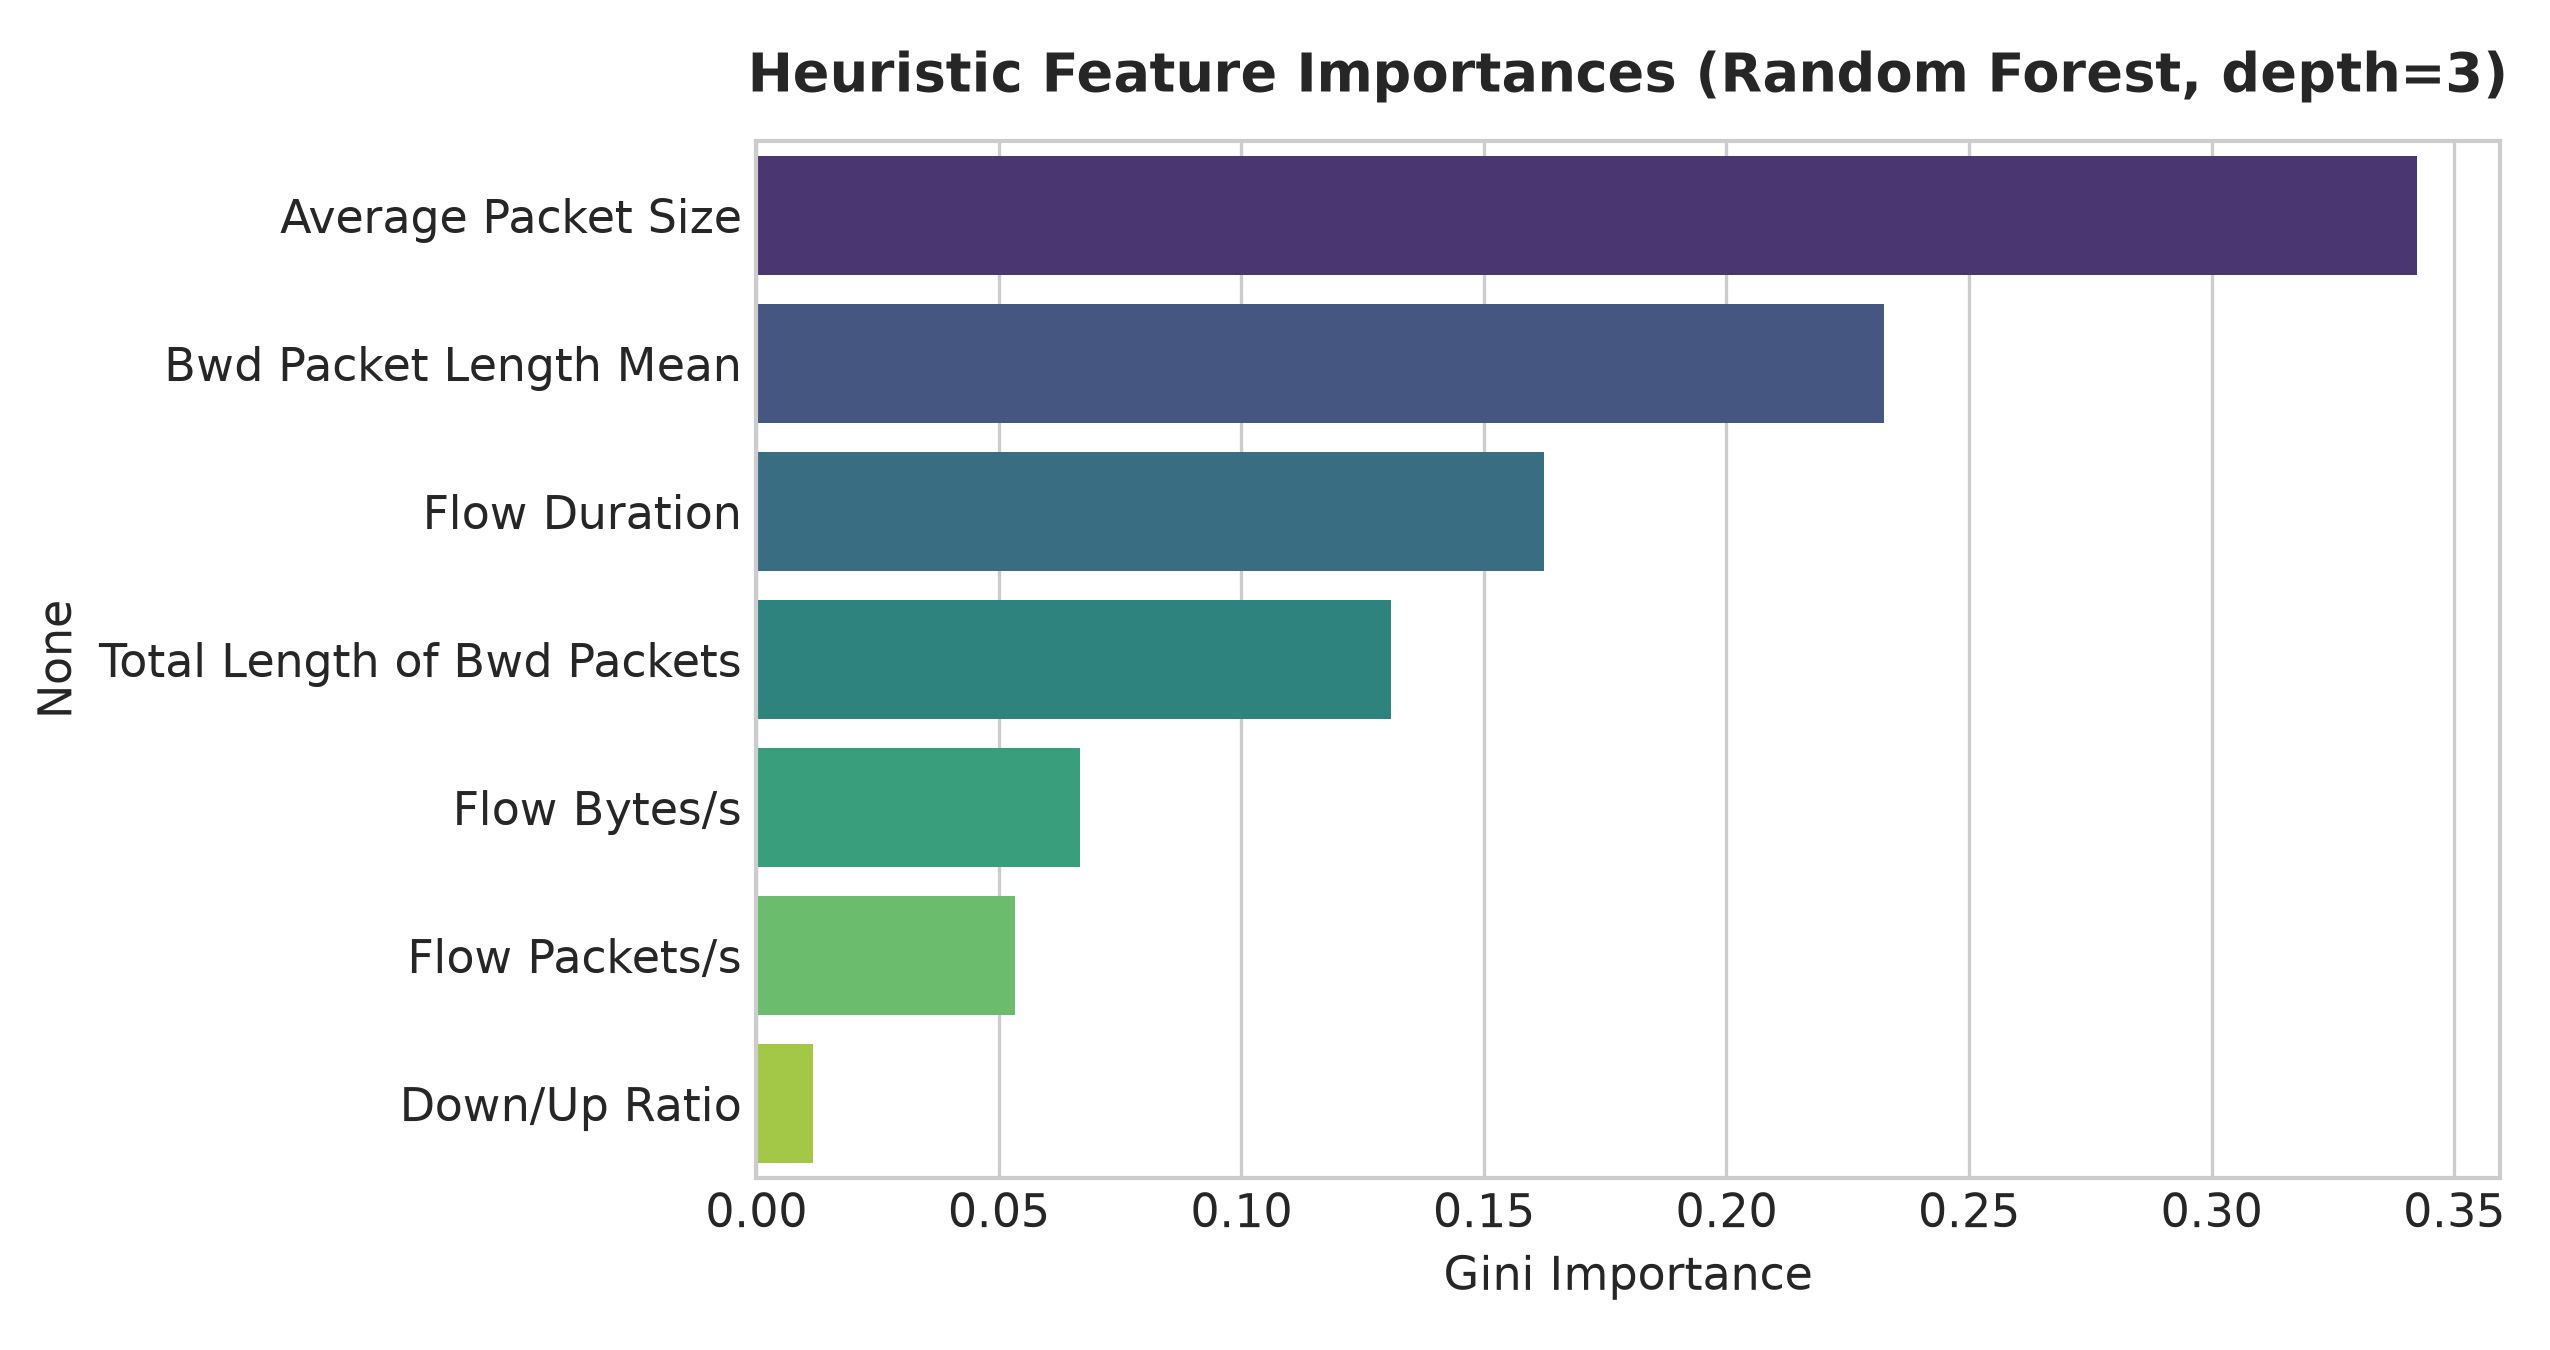 Heuristic Feature Importances (Random Forest, depth=3)
Average Packet Size
Bwd Packet Length Mean
Flow Duration
Total Length of Bwd Packets
Flow Bytes/s
Flow Packets/s
Down/Up Ratio
None
0.00 0.05 0.10 0.15 0.20 0.25 0.30 0.35
Gini Importance